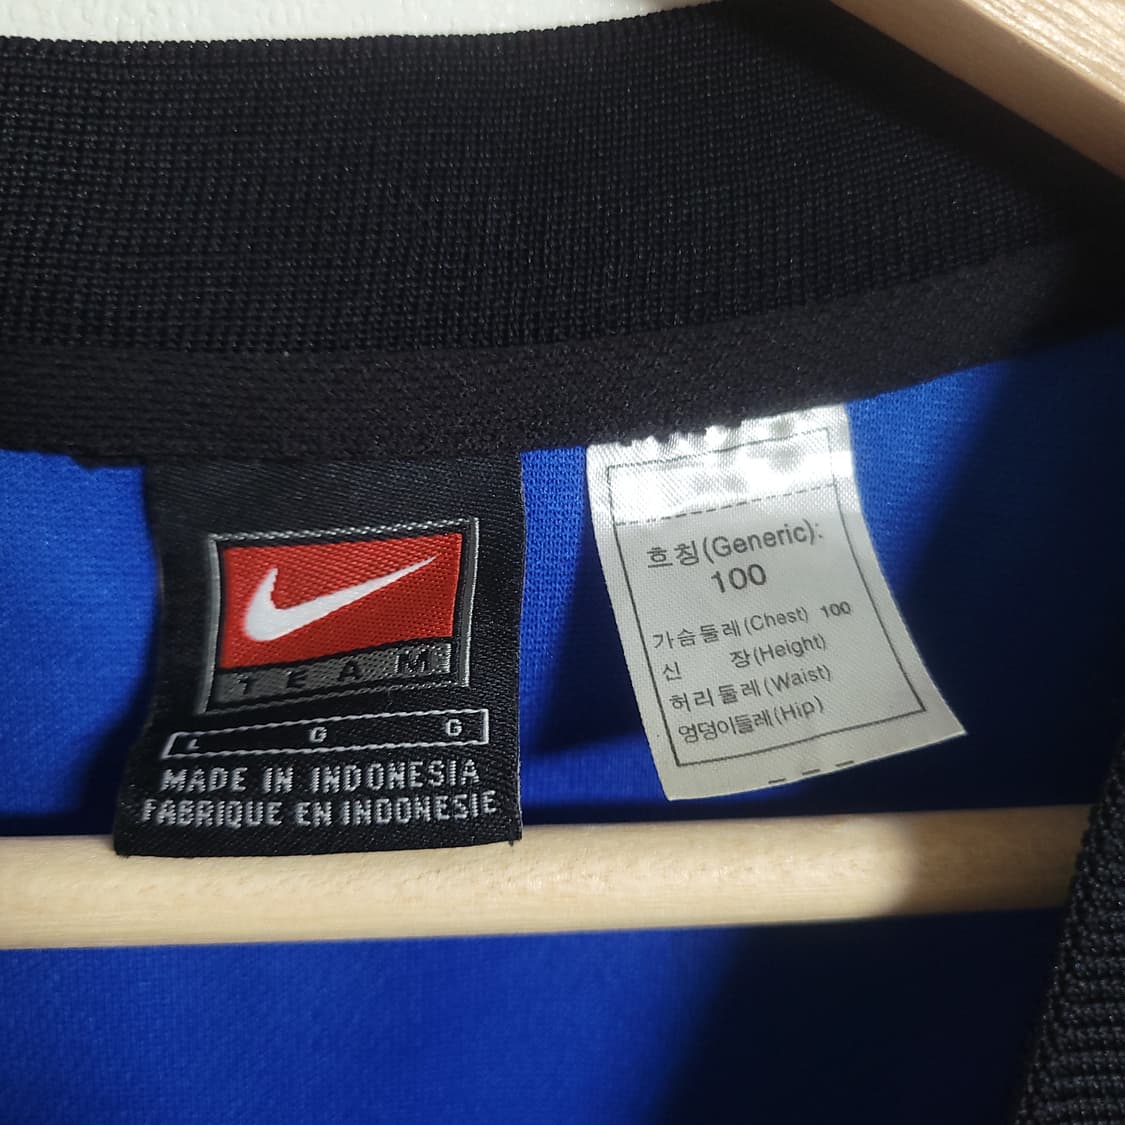 TEAM
L G G
MADE IN INDONESIA
FABRIQUE EN INDONESIE
흐칭(Generic):
100
가슴둘레(Chest) 100
신 장(Height)
허리둘레(Waist)
엉덩이둘레(Hip)